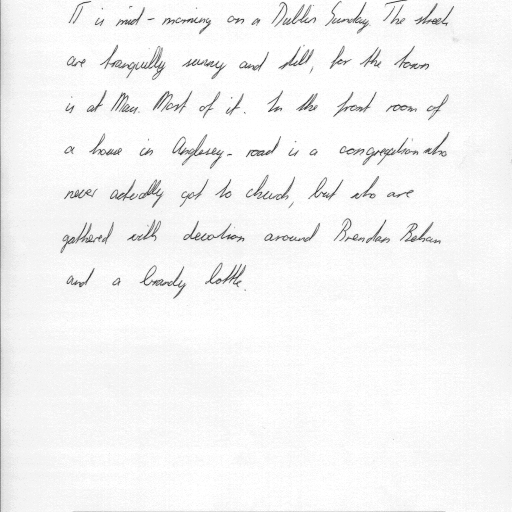 IT is mid-morning on a Dublin Sunday. The streets
are tranquilly sunny and still, for the town
is at Mass. Most of it. In the front room of
a house in Anglesey-road is a congregation who
never actually got to church, but who are
gathered with devotion around Brendan Behan
and a brandy bottle.